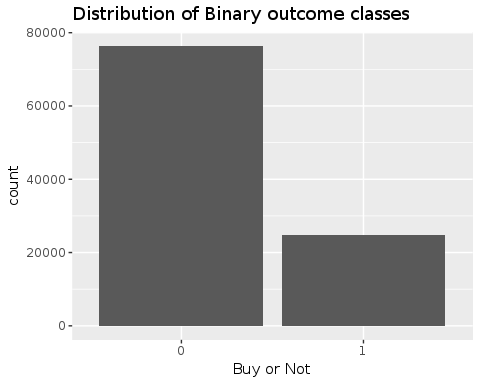 Distribution of Binary outcome classes
80000
60000
40000
20000
0
count
0 1
Buy or Not